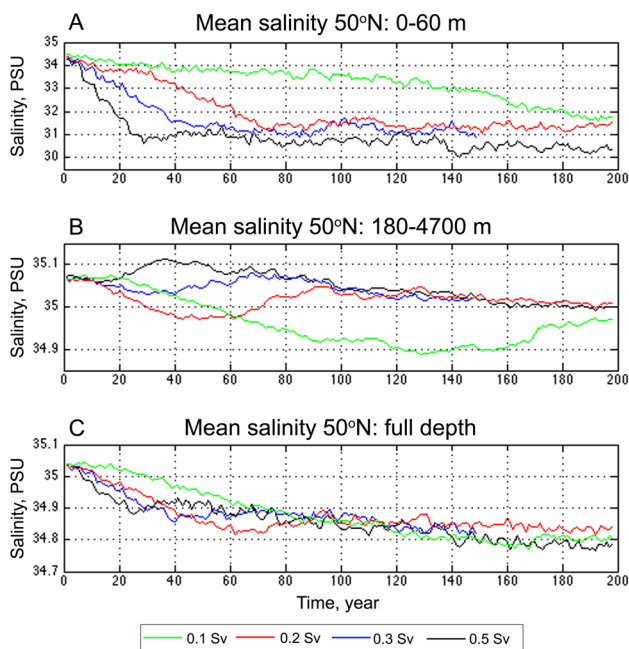 A Mean salinity 50°N: 0-60 m
Salinity, PSU
35
34
33
32
31
30
0 20 40 60 80 100 120 140 160 180 200
B Mean salinity 50°N: 180-4700 m
Salinity, PSU
35.1
35
34.9
0 20 40 60 80 100 120 140 160 180 200
C Mean salinity 50°N: full depth
Salinity, PSU
35.1
35
34.9
34.8
34.7
0 20 40 60 80 100 120 140 160 180 200
Time, year
0.1 Sv 0.2 Sv 0.3 Sv 0.5 Sv